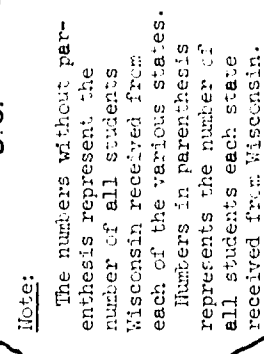 Note:
The numbers without par-
enthesis represent the
number of all students
Wisconsin received from
each of the various states.
Numbers in parenthesis
represents the number of
all students each state
received from Wisconsin.